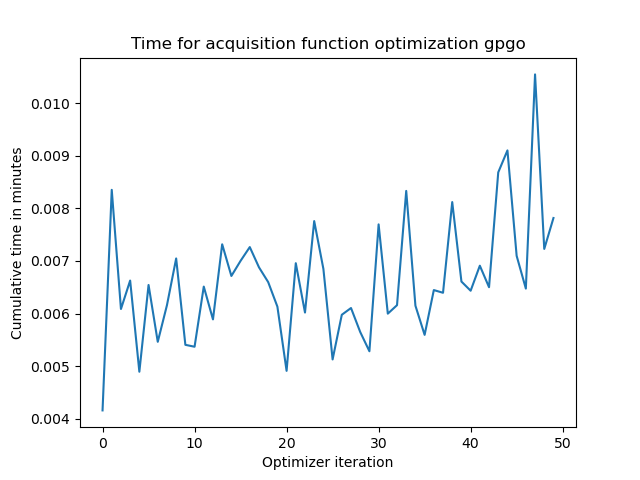 Time for acquisition function optimization gpgo
Cumulative time in minutes
0.010
0.009
0.008
0.007
0.006
0.005
0.004
0 10 20 30 40 50
Optimizer iteration